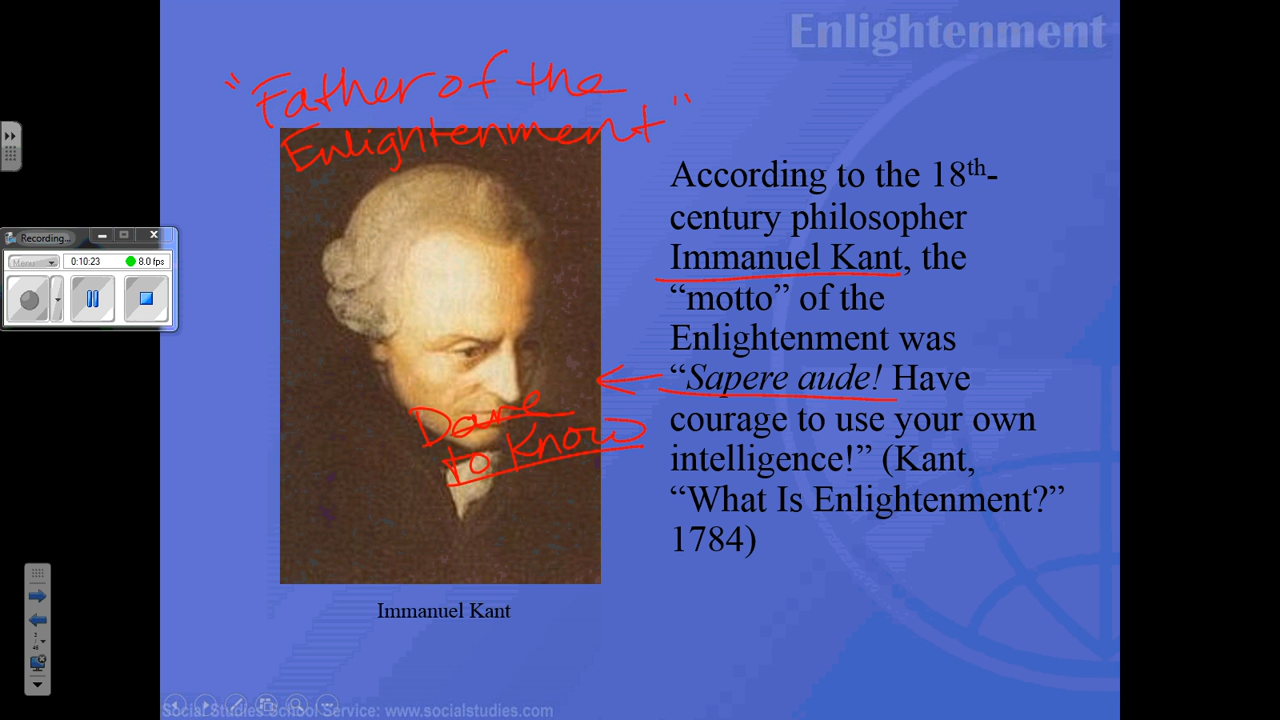 Enlightenment
"Father of the
Enlightenment"
According to the 18th-
century philosopher
Immanuel Kant, the
“motto” of the
Enlightenment was
“Sapere aude! Have
courage to use your own
intelligence!” (Kant,
“What Is Enlightenment?”
1784)
Dare
to Know
Immanuel Kant
Recording...
Menu
0:10:23
8.0 fps
Social Studies School Service: www.socialstudies.com